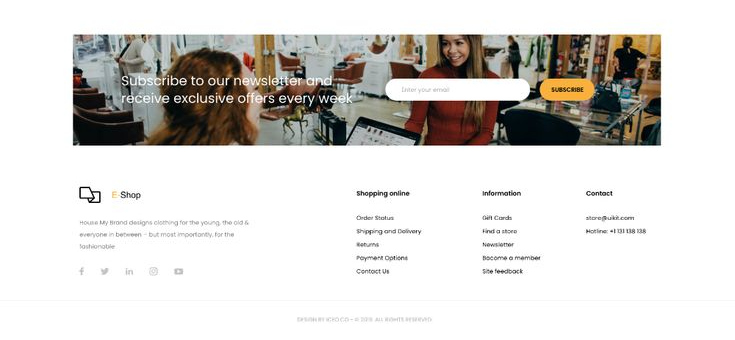 Subscribe to our newsletter and
receive exclusive offers every week
Enter your email
SUBSCRIBE
E-Shop
House My Brand designs clothing for the young, the old &
everyone in between – but most importantly, for the
fashionable
Shopping online
Order Status
Shipping and Delivery
Returns
Payment Options
Contact Us
Information
Gift Cards
Find a store
Newsletter
Become a member
Site feedback
Contact
store@uikit.com
Hotline: +1 131 138 138
DESIGN BY © ALL RIGHTS RESERVED